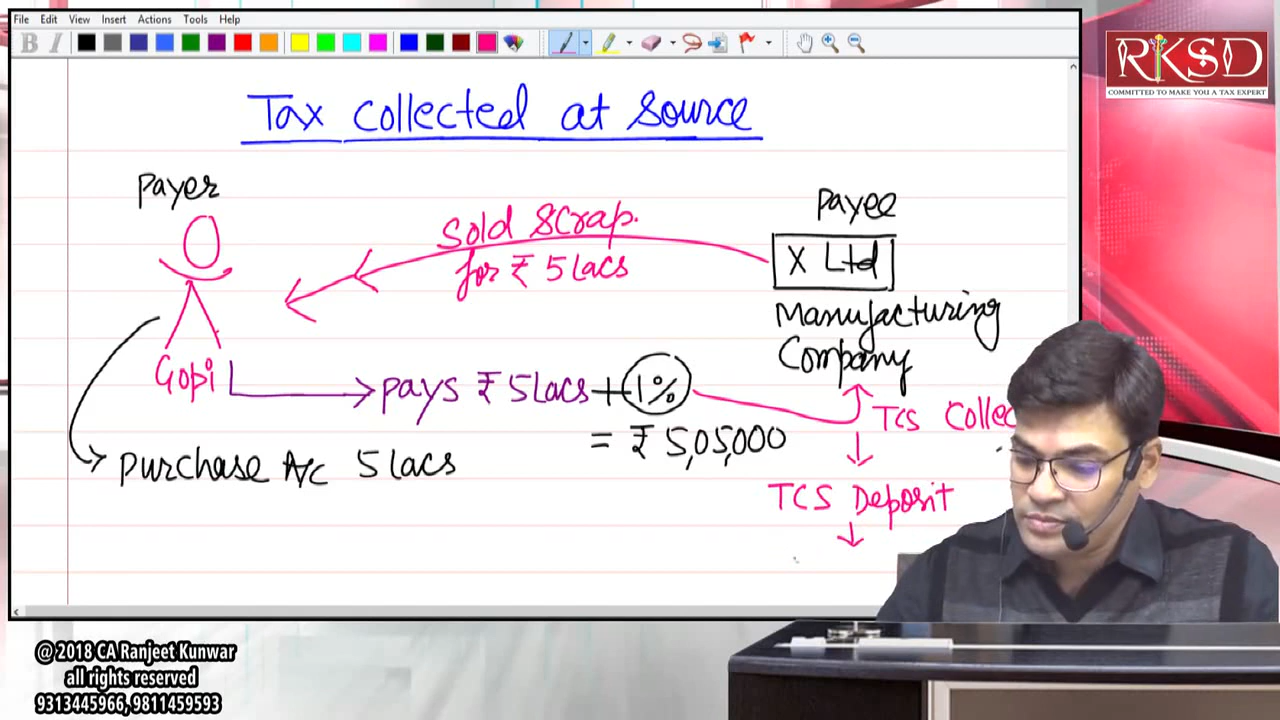 File Edit View Insert Actions Tools Help
B I
RKSD
COMMITTED TO MAKE YOU A TAX EXPERT
Tax collected at source
Payer
Payee
Sold Scrap.
for ₹ 5 lacs
X Ltd
Manufacturing
Company
Gopi
pays ₹ 5 lacs + 1%
= ₹ 5,05,000
TCS Collec
purchase A/C 5 lacs
TCS Deposit
@ 2018 CA Ranjeet Kunwar
all rights reserved
9313445966, 9811459593